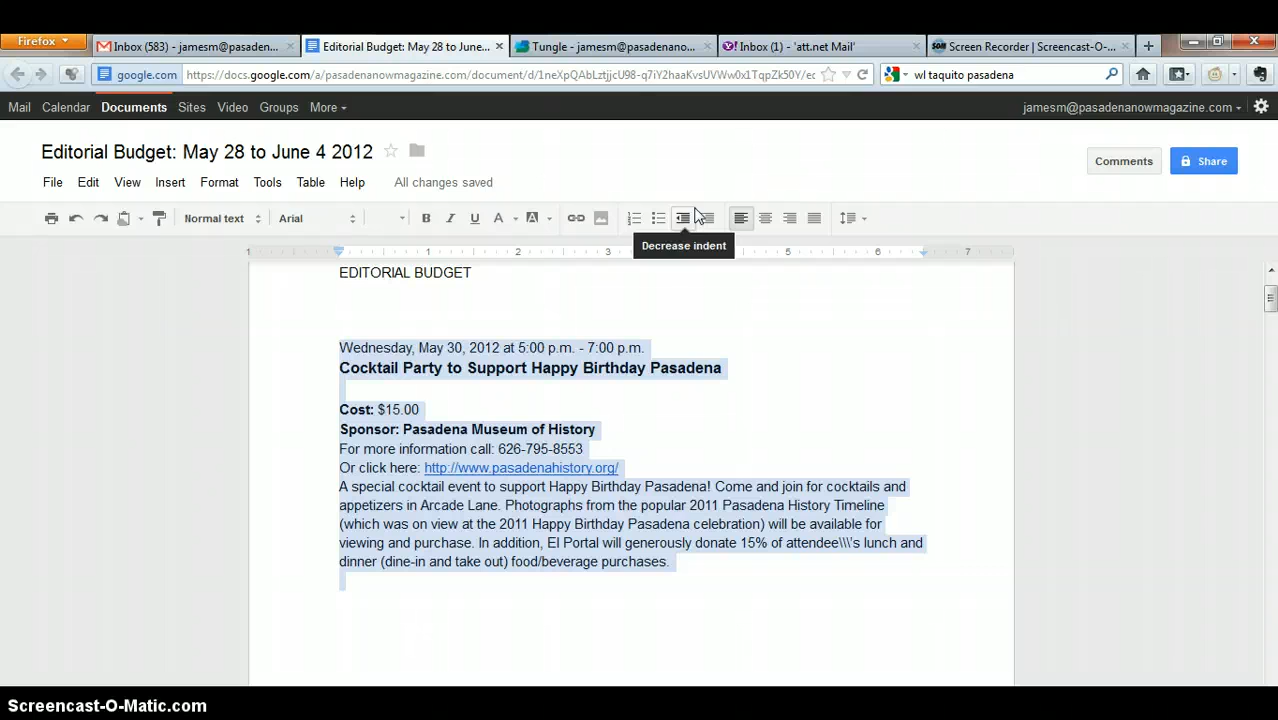 Firefox
Inbox (583) - jamesm@pasaden...
Editorial Budget: May 28 to June...
Tungle - jamesm@pasadenano...
Inbox (1) - 'att.net Mail'
Screen Recorder | Screencast-O-...
google.com
https://docs.google.com/a/pasadenanowmagazine.com/document/d/1neXpQAbLztjjcU98-q7iY2haaKvsUVWw0x1TqpZk50Y/ec
wl taquito pasadena
Mail Calendar Documents Sites Video Groups More
jamesm@pasadenanowmagazine.com
Editorial Budget: May 28 to June 4 2012
Comments
Share
File Edit View Insert Format Tools Table Help All changes saved
Normal text
Arial
B I U A A
Decrease indent
1 1 2 3 5 6 7
EDITORIAL BUDGET
Wednesday, May 30, 2012 at 5:00 p.m. - 7:00 p.m.
Cocktail Party to Support Happy Birthday Pasadena
Cost: $15.00
Sponsor: Pasadena Museum of History
For more information call: 626-795-8553
Or click here: http://www.pasadenahistory.org/
A special cocktail event to support Happy Birthday Pasadena! Come and join for cocktails and
appetizers in Arcade Lane. Photographs from the popular 2011 Pasadena History Timeline
(which was on view at the 2011 Happy Birthday Pasadena celebration) will be available for
viewing and purchase. In addition, El Portal will generously donate 15% of attendee\\\'s lunch and
dinner (dine-in and take out) food/beverage purchases.
Screencast-O-Matic.com